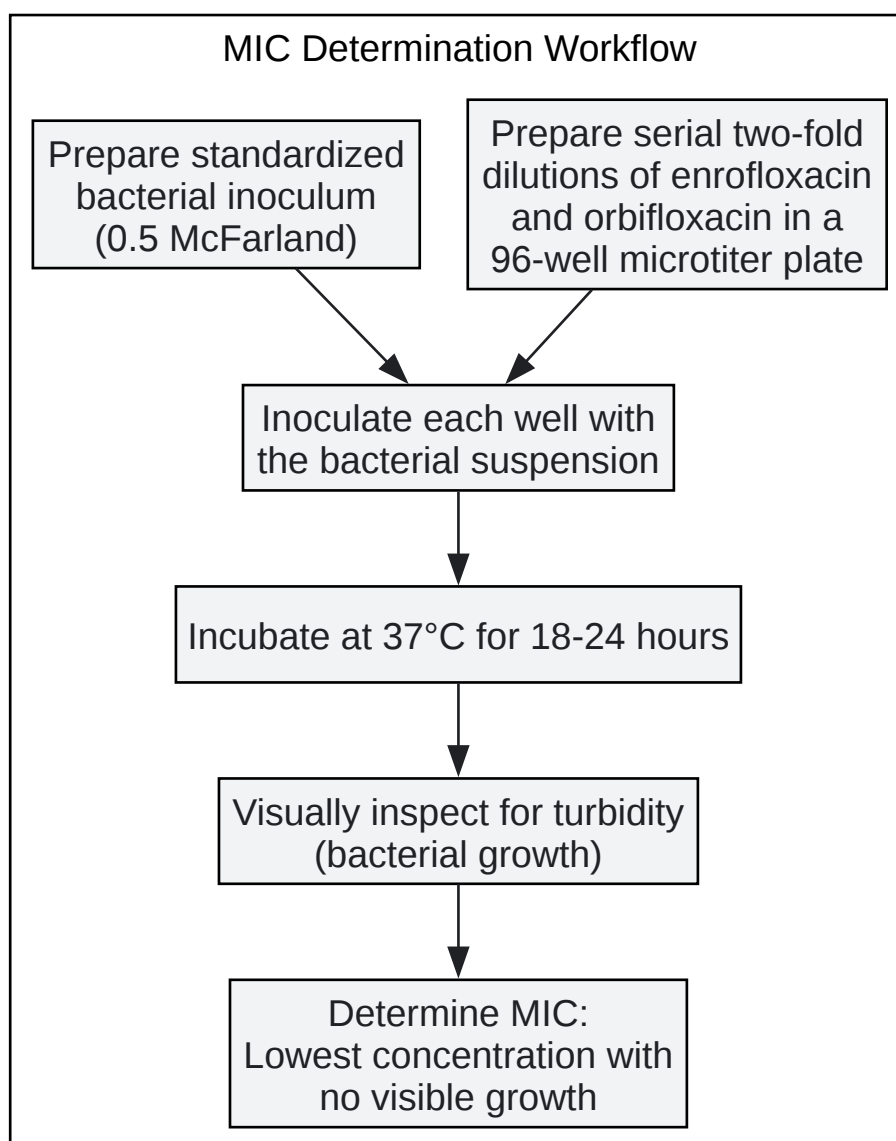 MIC Determination Workflow
Prepare standardized
bacterial inoculum
(0.5 McFarland)
Prepare serial two-fold
dilutions of enrofloxacin
and orbifloxacin in a
96-well microtiter plate
Inoculate each well with
the bacterial suspension
Incubate at 37°C for 18-24 hours
Visually inspect for turbidity
(bacterial growth)
Determine MIC:
Lowest concentration with
no visible growth